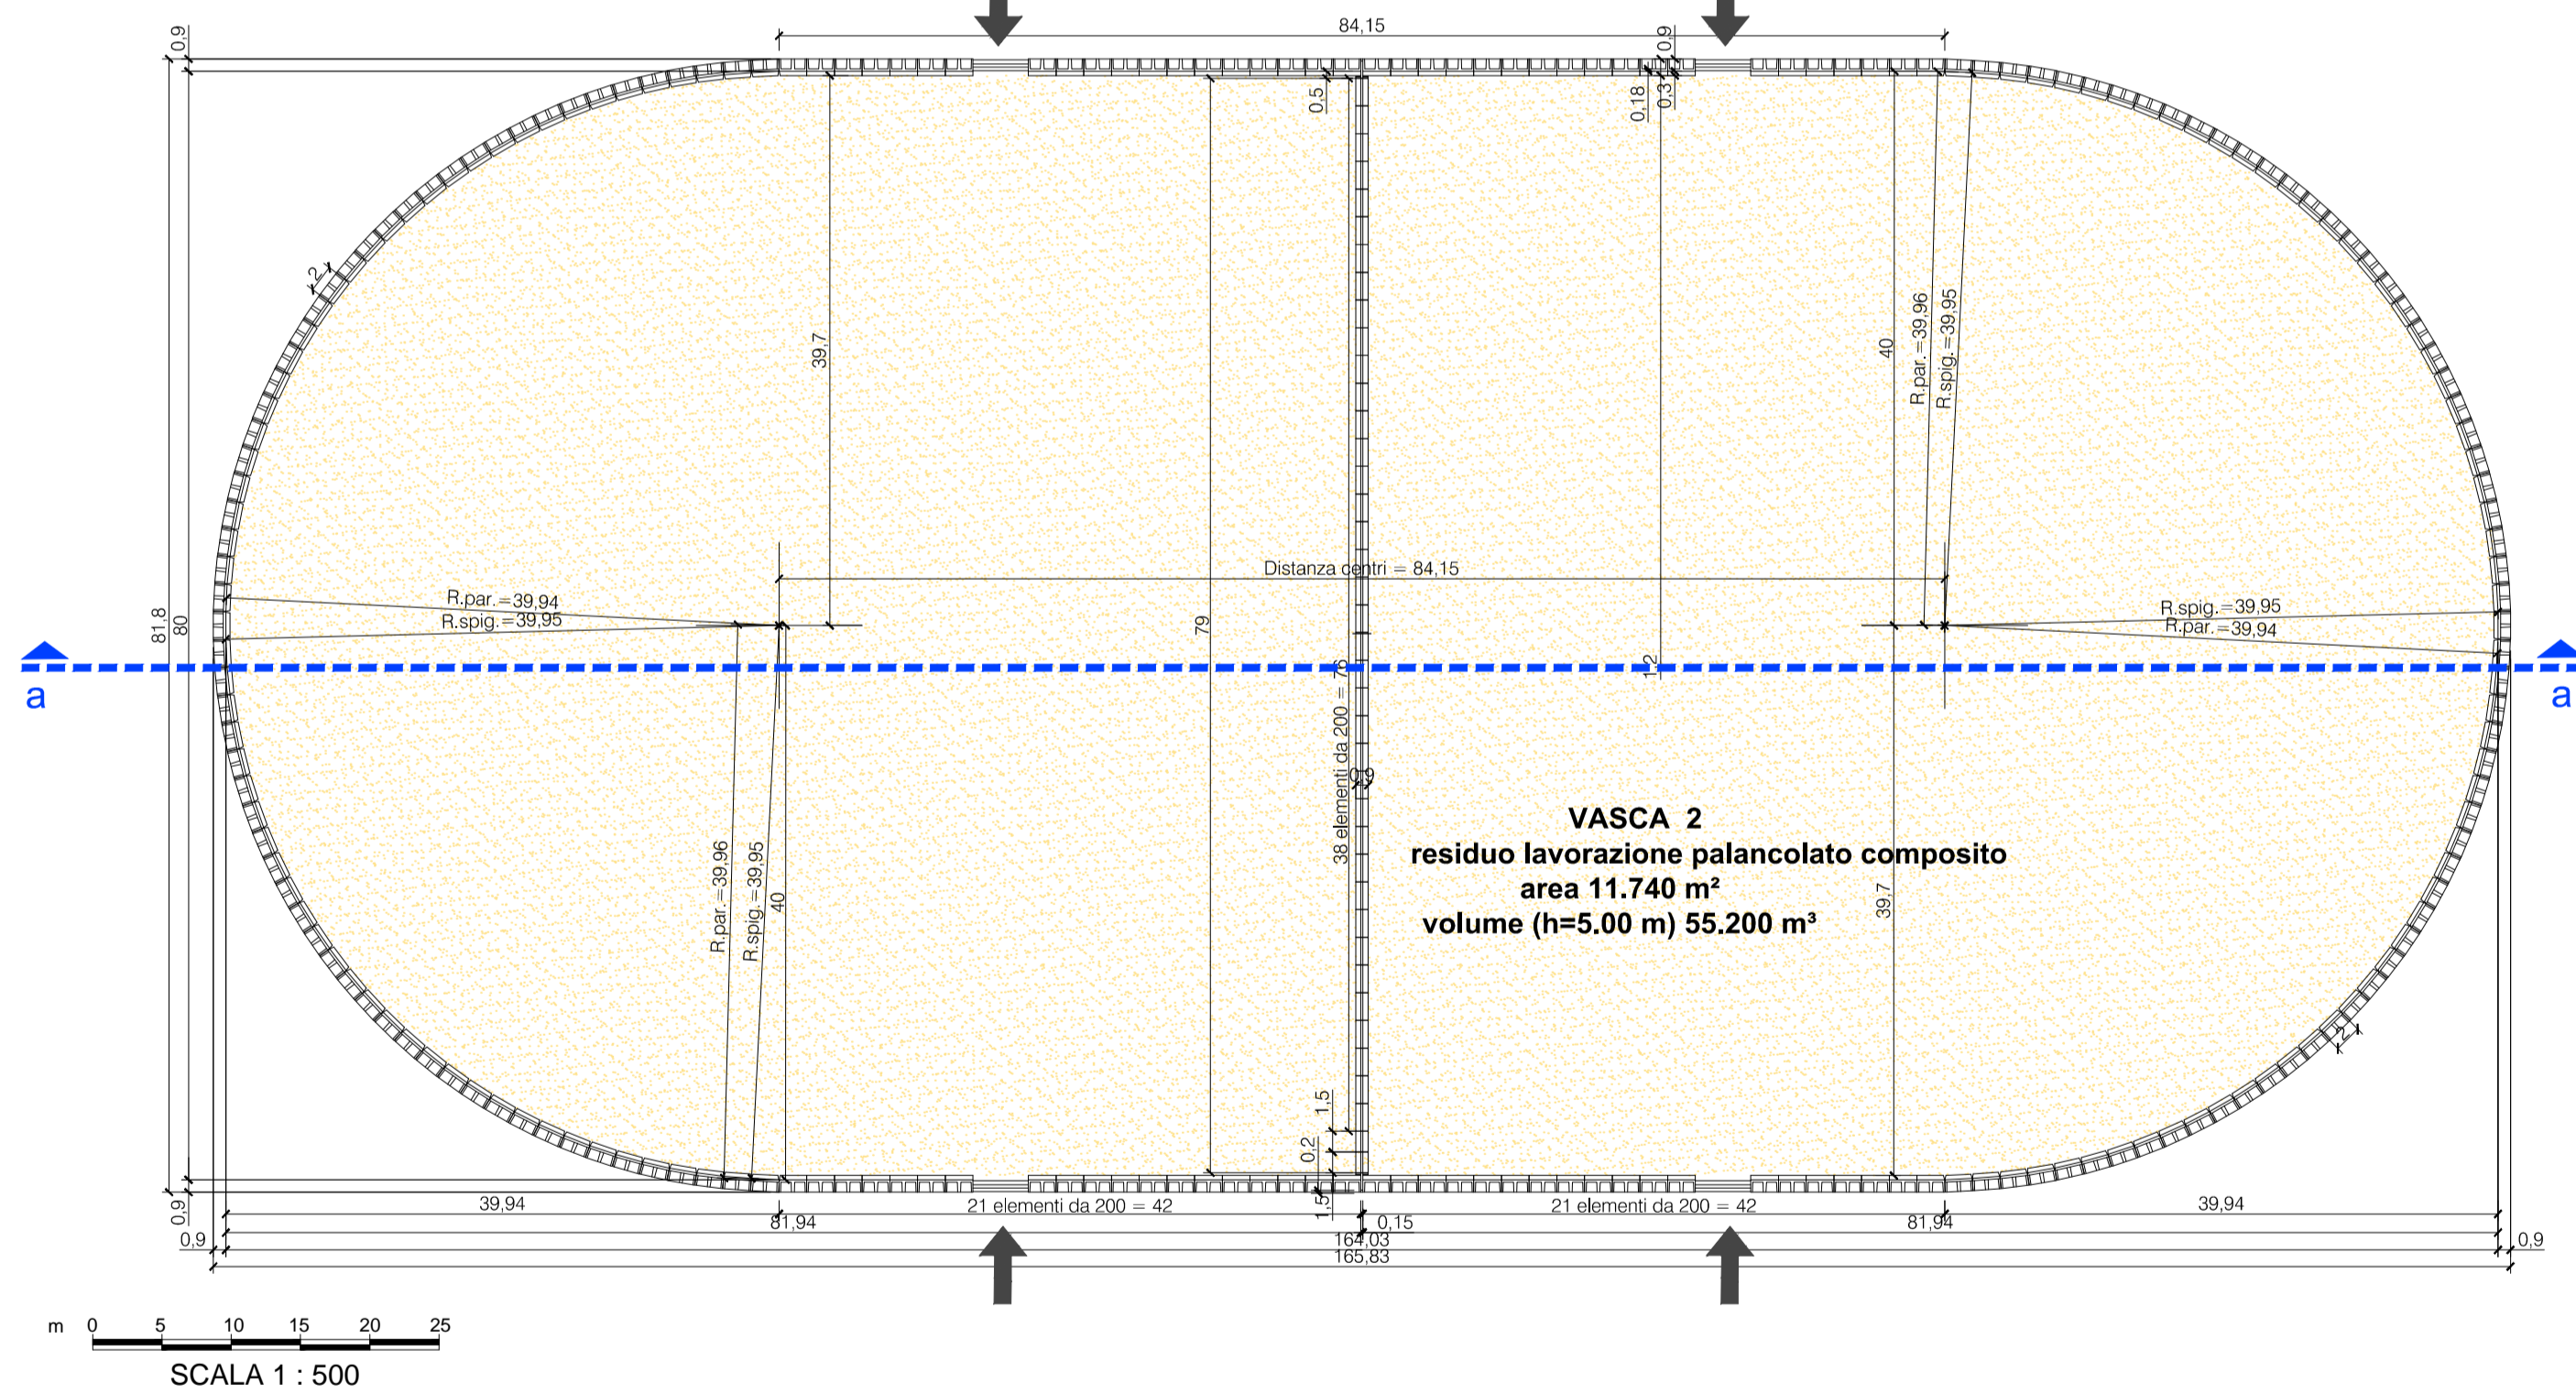 84,15
0,9
0,9
0,5
0,18
0,3
2
39,7
40
R.par.=39,96
R.spig.=39,95
Distanza centri = 84,15
R.par.=39,94
R.spig.=39,95
R.spig.=39,95
R.par.=39,94
81,8
80
79
1,2
a
a
38 elementi da 200 = 76
0,9
VASCA 2
residuo lavorazione palancolato composito
area 11.740 m²
volume (h=5.00 m) 55.200 m³
R.par.=39,96
R.spig.=39,95
40
39,7
2
1,5
0,2
0,9
1,5
39,94
21 elementi da 200 = 42
21 elementi da 200 = 42
39,94
81,94
0,15
81,94
0,9
164,03
0,9
165,83
m 0 5 10 15 20 25
SCALA 1 : 500